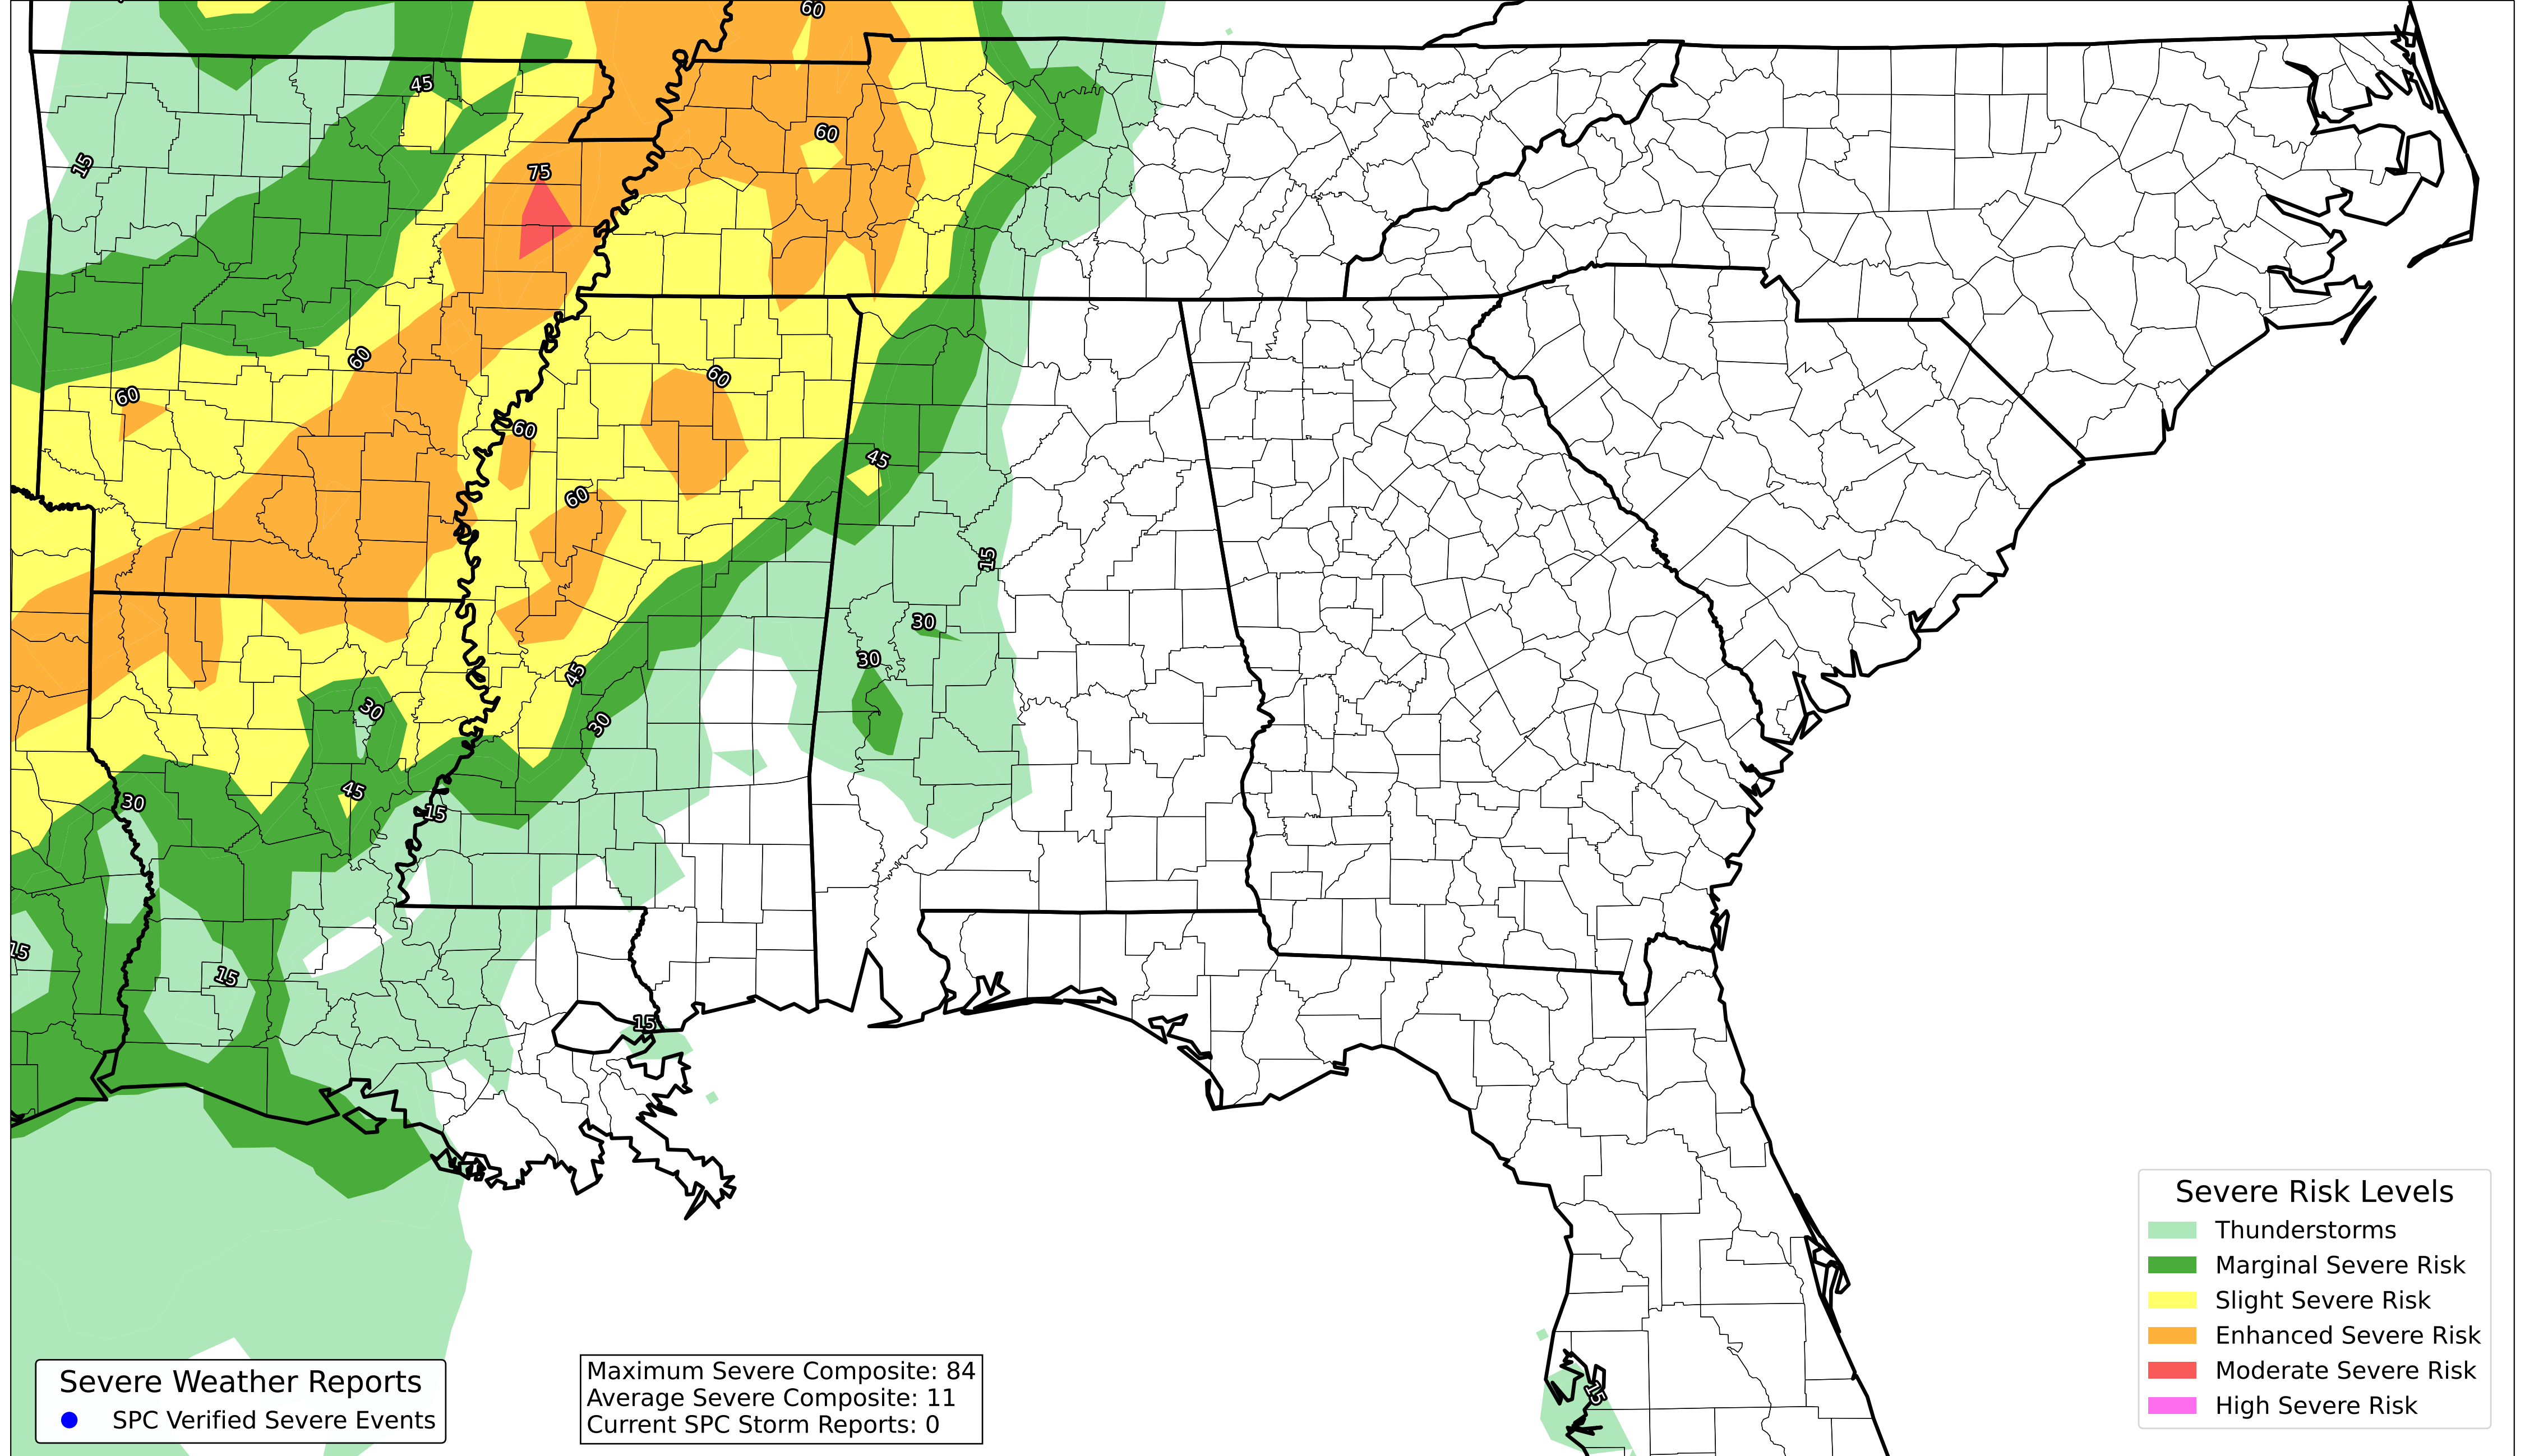 60
45
15
75
60
60
60
60
60
45
60
15
30
30
45
30
30
45
30
15
15
15
15
15
Severe Risk Levels
Thunderstorms
Marginal Severe Risk
Slight Severe Risk
Enhanced Severe Risk
Moderate Severe Risk
High Severe Risk
Severe Weather Reports
SPC Verified Severe Events
Maximum Severe Composite: 84
Average Severe Composite: 11
Current SPC Storm Reports: 0